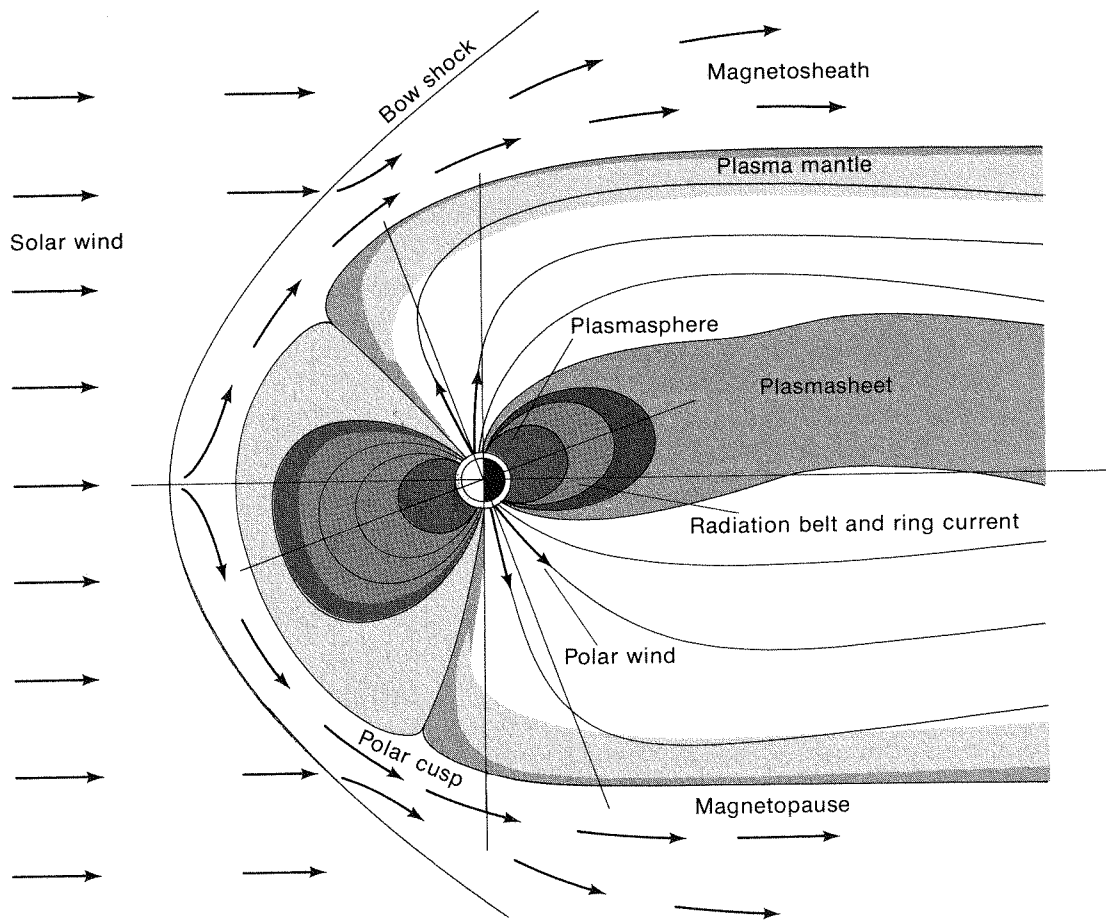 Bow shock
Magnetosheath
Plasma mantle
Solar wind
Plasmasphere
Plasmasheet
Radiation belt and ring current
Polar wind
Polar cusp
Magnetopause